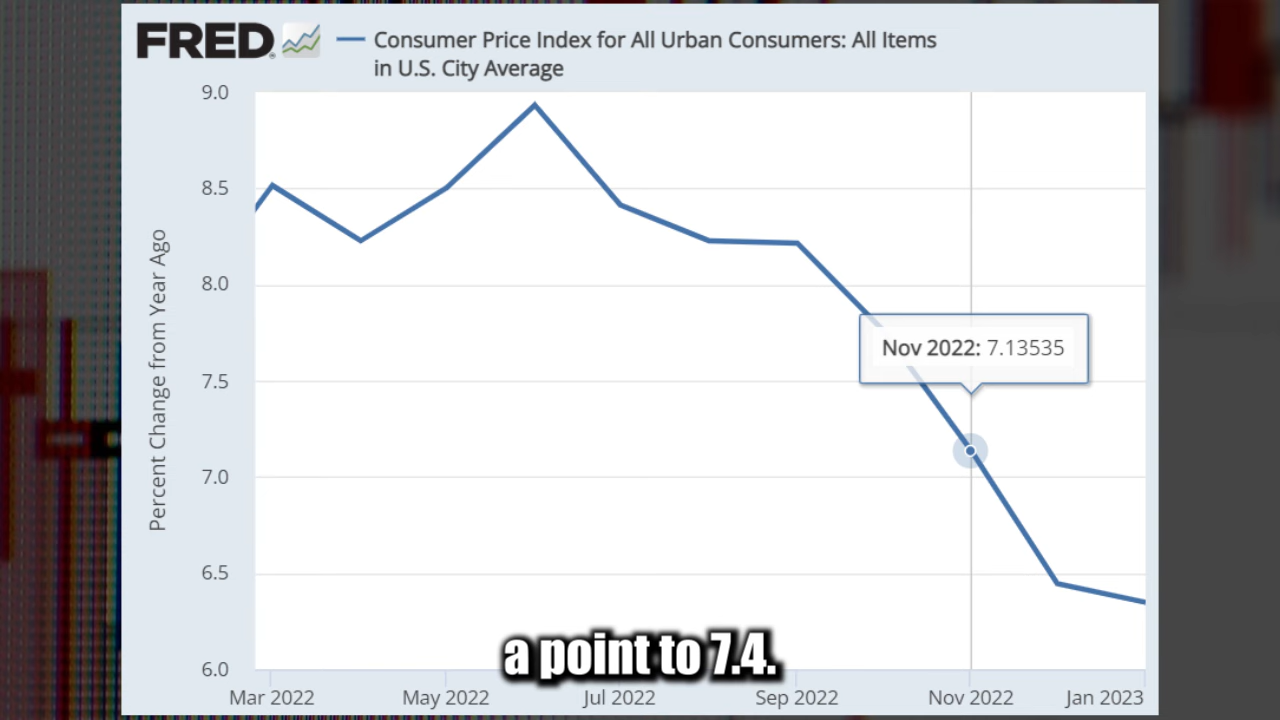 FRED
Consumer Price Index for All Urban Consumers: All Items
in U.S. City Average
Percent Change from Year Ago
9.0
8.5
8.0
7.5
7.0
6.5
6.0
Nov 2022: 7.13535
a point to 7.4.
Mar 2022 May 2022 Jul 2022 Sep 2022 Nov 2022 Jan 2023